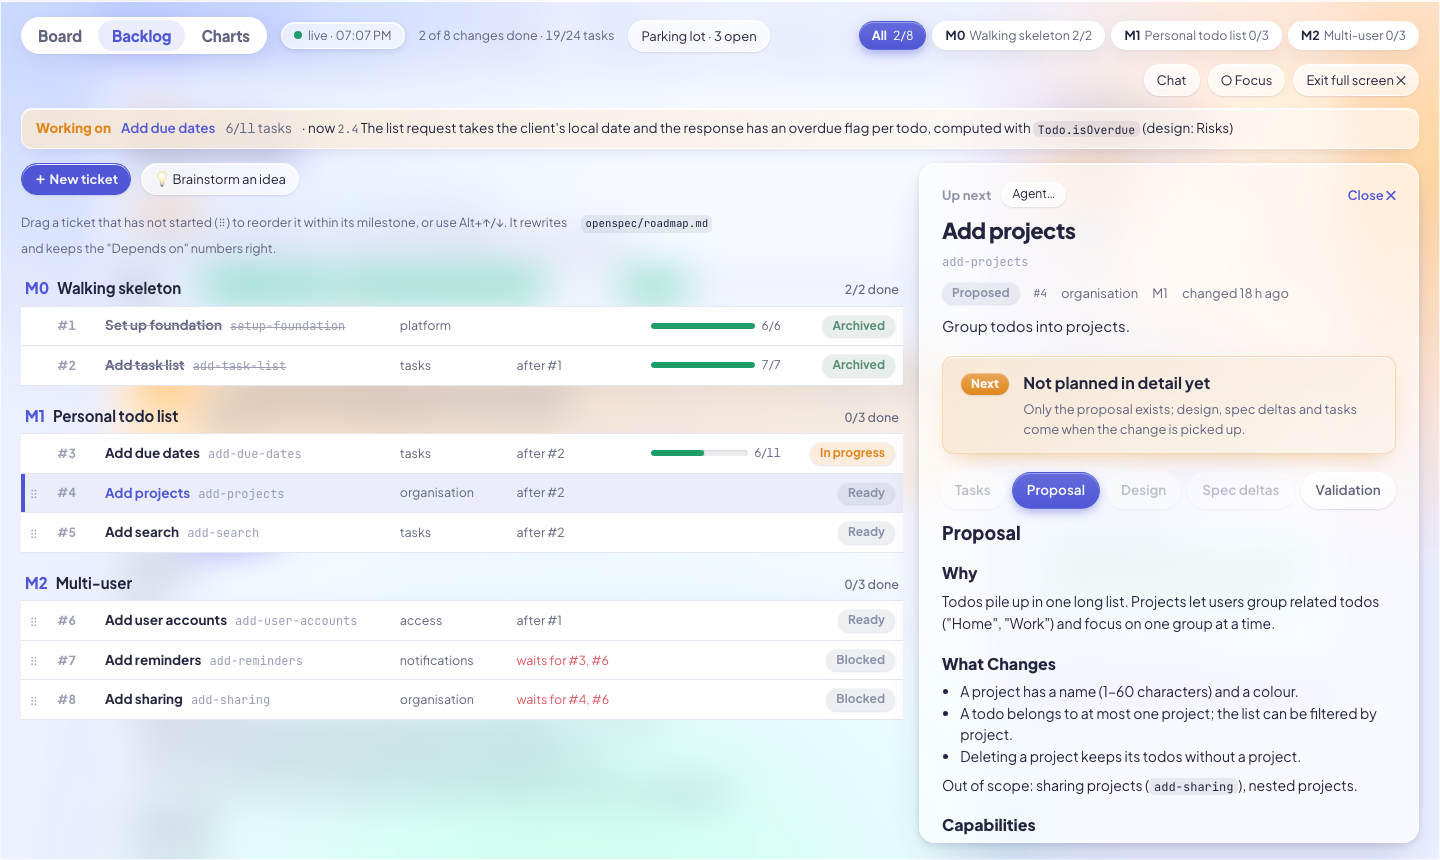 Board Backlog Charts live · 07:07 PM 2 of 8 changes done · 19/24 tasks Parking lot · 3 open All 2/8 M0 Walking skeleton 2/2 M1 Personal todo list 0/3 M2 Multi-user 0/3
Chat Focus Exit full screen ✕
Working on Add due dates 6/11 tasks · now 2.4 The list request takes the client's local date and the response has an overdue flag per todo, computed with Todo.isOverdue (design: Risks)
+ New ticket 💡 Brainstorm an idea
Drag a ticket that has not started (⠿) to reorder it within its milestone, or use Alt+↑/↓. It rewrites openspec/roadmap.md
and keeps the "Depends on" numbers right.
M0 Walking skeleton 2/2 done
#1 Set up foundation setup-foundation platform 6/6 Archived
#2 Add task list add-task-list tasks after #1 7/7 Archived
M1 Personal todo list 0/3 done
#3 Add due dates add-due-dates tasks after #2 6/11 In progress
#4 Add projects add-projects organisation after #2 Ready
#5 Add search add-search tasks after #2 Ready
M2 Multi-user 0/3 done
#6 Add user accounts add-user-accounts access after #1 Ready
#7 Add reminders add-reminders notifications waits for #3, #6 Blocked
#8 Add sharing add-sharing organisation waits for #4, #6 Blocked
Up next Agent... Close ✕
Add projects
add-projects
Proposed #4 organisation M1 changed 18 h ago
Group todos into projects.
Next Not planned in detail yet
Only the proposal exists; design, spec deltas and tasks
come when the change is picked up.
Tasks Proposal Design Spec deltas Validation
Proposal
Why
Todos pile up in one long list. Projects let users group related todos
("Home", "Work") and focus on one group at a time.
What Changes
• A project has a name (1–60 characters) and a colour.
• A todo belongs to at most one project; the list can be filtered by
project.
• Deleting a project keeps its todos without a project.
Out of scope: sharing projects (add-sharing), nested projects.
Capabilities